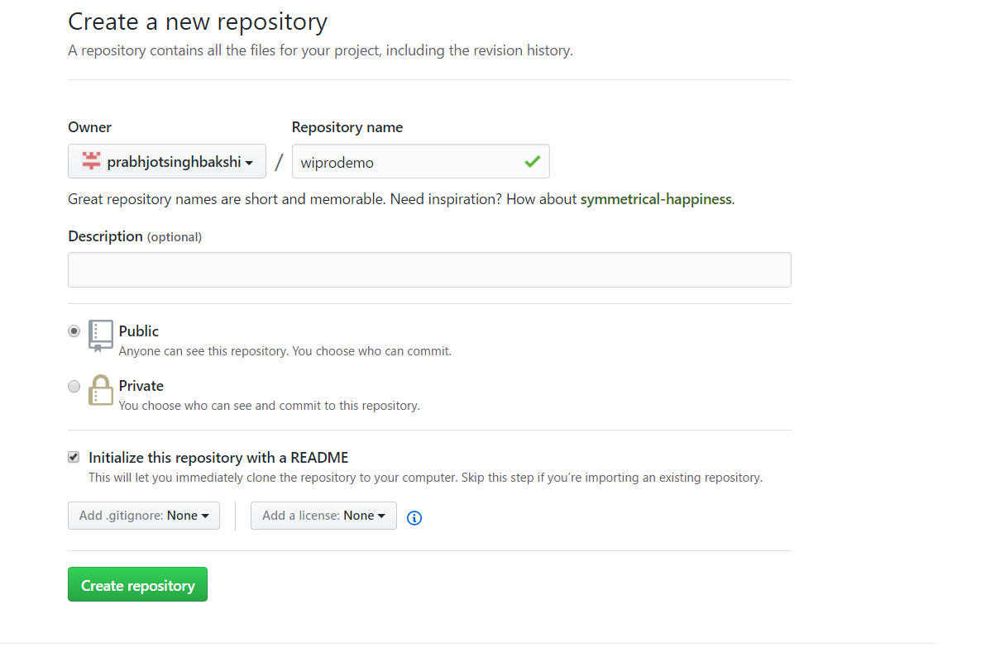 Create a new repository
A repository contains all the files for your project, including the revision history.
Owner
Repository name
prabhjotsinghbakshi / wiprodemo
Great repository names are short and memorable. Need inspiration? How about symmetrical-happiness.
Description (optional)
Public
Anyone can see this repository. You choose who can commit.
Private
You choose who can see and commit to this repository.
Initialize this repository with a README
This will let you immediately clone the repository to your computer. Skip this step if you’re importing an existing repository.
Add .gitignore: None
Add a license: None
Create repository